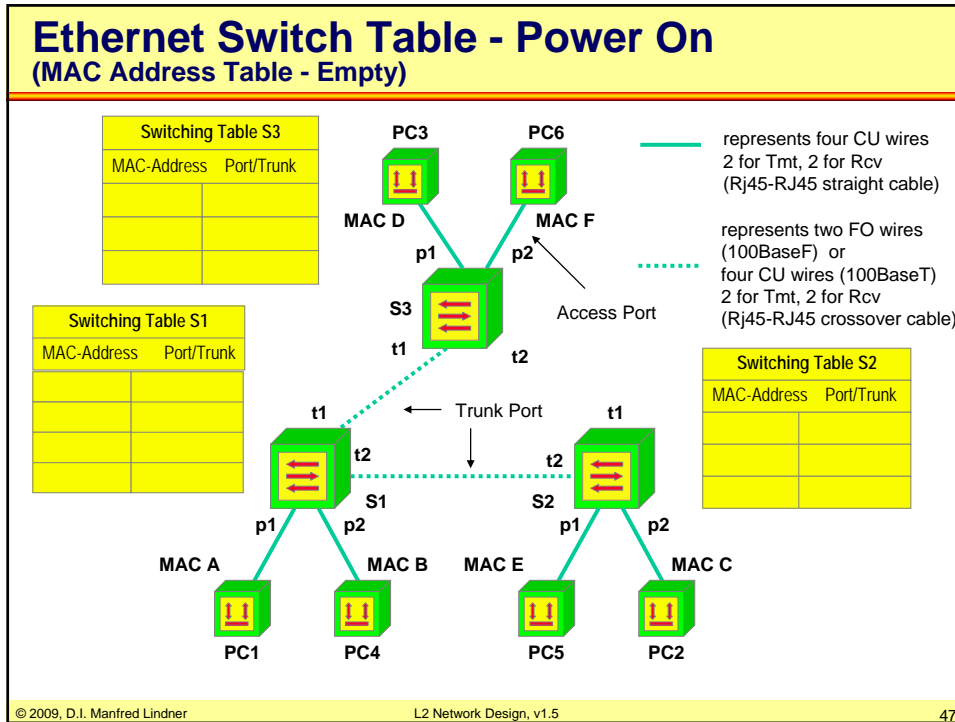 Ethernet Switch Table - Power On
(MAC Address Table - Empty)
Switching Table S3
MAC-Address Port/Trunk
PC3
PC6
MAC D
MAC F
p1
p2
S3
t1
t2
Access Port
represents four CU wires
2 for Tmt, 2 for Rcv
(Rj45-RJ45 straight cable)
represents two FO wires
(100BaseF) or
four CU wires (100BaseT)
2 for Tmt, 2 for Rcv
(Rj45-RJ45 crossover cable)
Switching Table S1
MAC-Address Port/Trunk
Switching Table S2
MAC-Address Port/Trunk
Trunk Port
t1
t2
S1
p1
p2
t1
t2
S2
p1
p2
MAC A
MAC B
MAC E
MAC C
PC1
PC4
PC5
PC2
© 2009, D.I. Manfred Lindner
L2 Network Design, v1.5
47